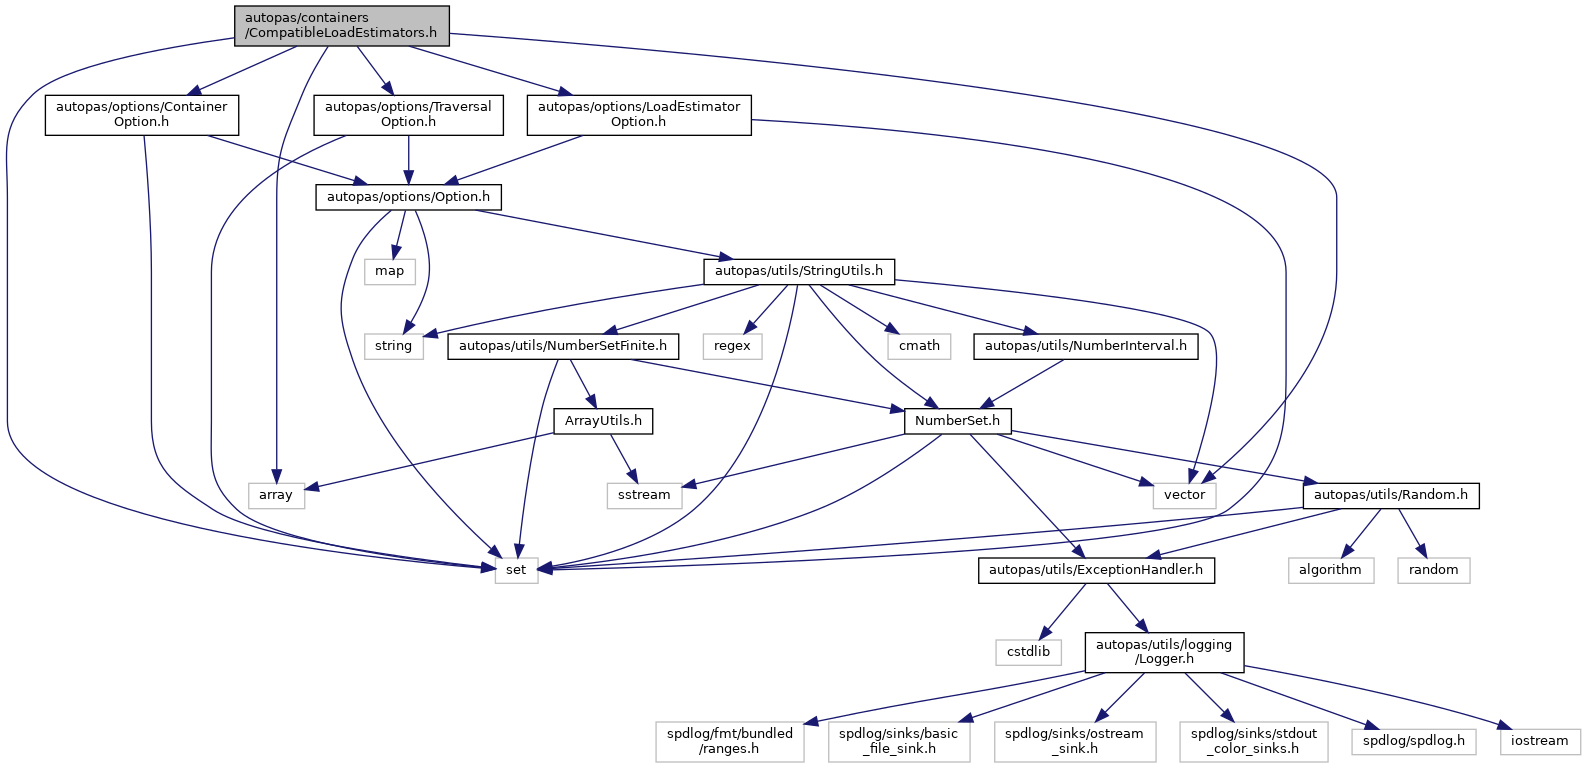 autopas/containers
/CompatibleLoadEstimators.h
autopas/options/Container
Option.h
autopas/options/Traversal
Option.h
autopas/options/LoadEstimator
Option.h
autopas/options/Option.h
map
autopas/utils/StringUtils.h
string
autopas/utils/NumberSetFinite.h
regex
cmath
autopas/utils/NumberInterval.h
ArrayUtils.h
NumberSet.h
array
sstream
vector
autopas/utils/Random.h
set
autopas/utils/ExceptionHandler.h
algorithm
random
cstdlib
autopas/utils/logging
/Logger.h
spdlog/fmt/bundled
/ranges.h
spdlog/sinks/basic
_file_sink.h
spdlog/sinks/ostream
_sink.h
spdlog/sinks/stdout
_color_sinks.h
spdlog/spdlog.h
iostream